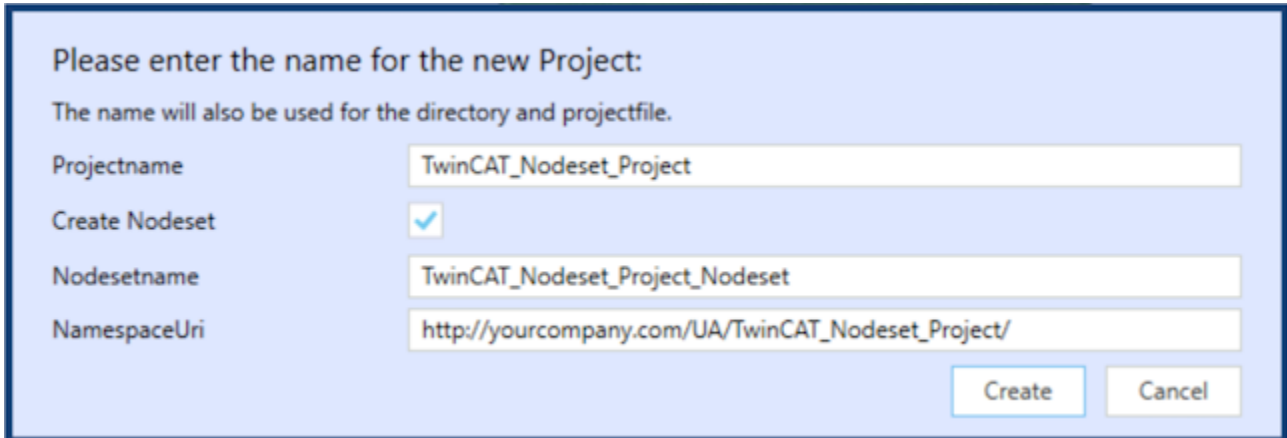 Please enter the name for the new Project:
The name will also be used for the directory and projectfile.
Projectname TwinCAT_Nodeset_Project
Create Nodeset
Nodesetname TwinCAT_Nodeset_Project_Nodeset
NamespaceUri http://yourcompany.com/UA/TwinCAT_Nodeset_Project/
Create Cancel